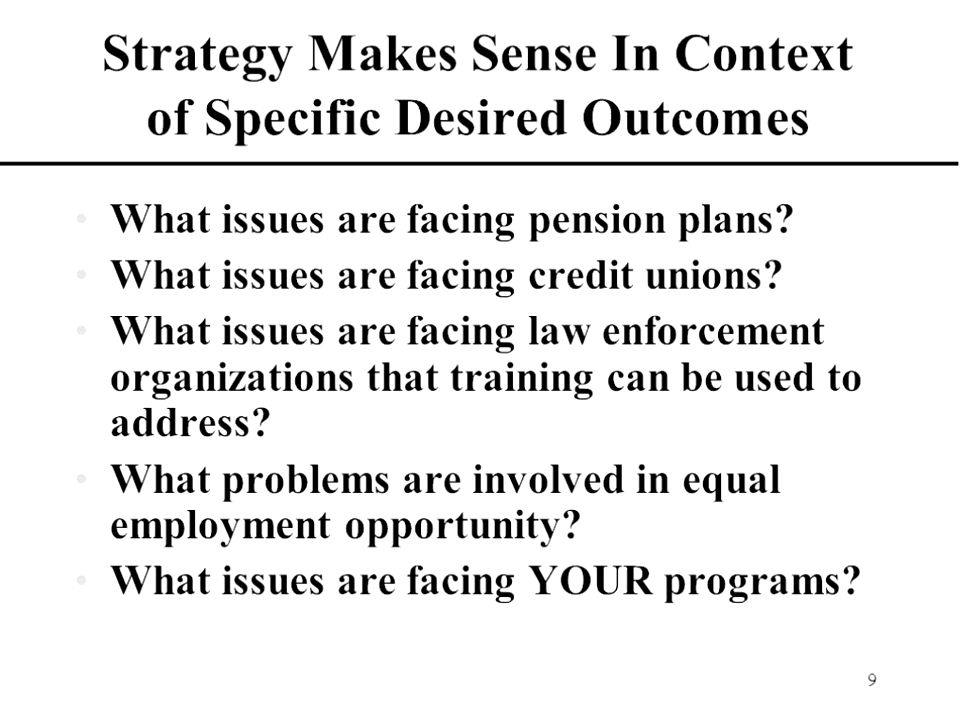 Strategy Makes Sense In Context
of Specific Desired Outcomes
• What issues are facing pension plans?
• What issues are facing credit unions?
• What issues are facing law enforcement
organizations that training can be used to
address?
• What problems are involved in equal
employment opportunity?
• What issues are facing YOUR programs?
9